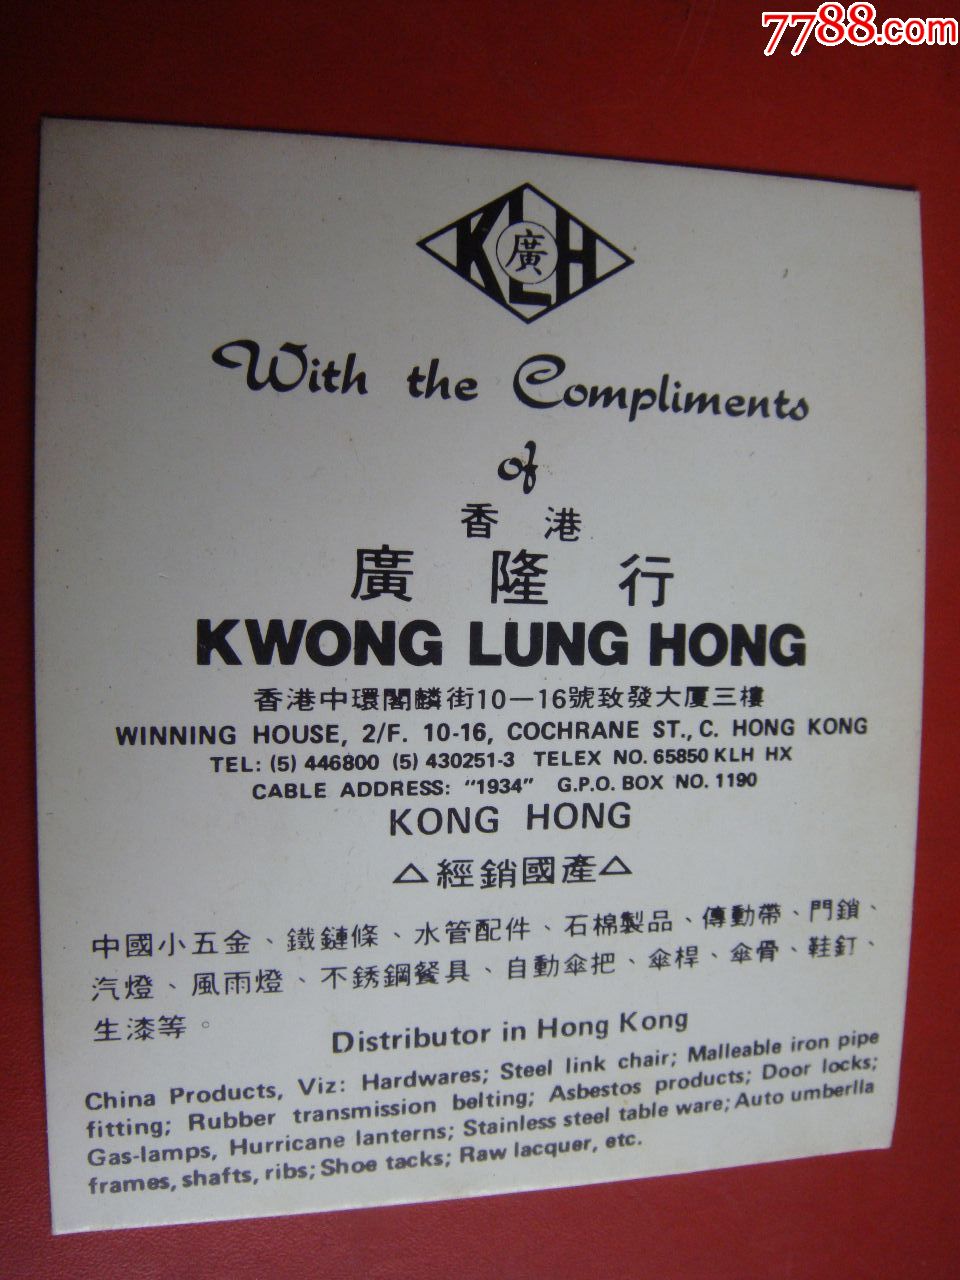 7788.com
KLH 廣
With the Compliments
of
香港
廣隆行
KWONG LUNG HONG
香港中環閣麟街10—16號致發大厦三樓
WINNING HOUSE, 2/F. 10-16, COCHRANE ST., C. HONG KONG
TEL: (5) 446800 (5) 430251-3 TELEX NO. 65850 KLH HX
CABLE ADDRESS: "1934" G.P.O. BOX NO. 1190
KONG HONG
△經銷國產△
中國小五金、鐵鏈條、水管配件、石棉製品、傳動帶、門鎖、
汽燈、風雨燈、不銹鋼餐具、自動傘把、傘桿、傘骨、鞋釘、
生漆等。
Distributor in Hong Kong
China Products, Viz: Hardwares; Steel link chair; Malleable iron pipe
fitting; Rubber transmission belting; Asbestos products; Door locks;
Gas-lamps, Hurricane lanterns; Stainless steel table ware; Auto umberlla
frames, shafts, ribs; Shoe tacks; Raw lacquer, etc.